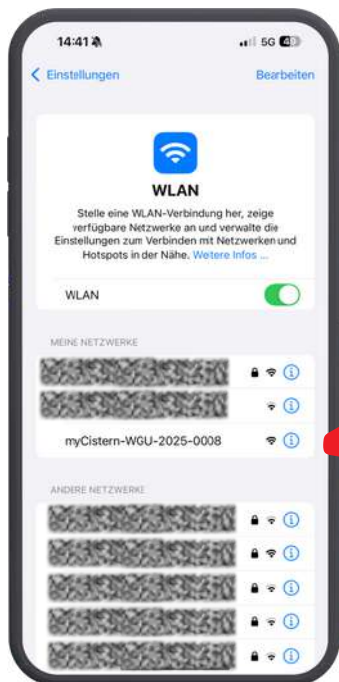 14:41
5G 49
Einstellungen
Bearbeiten
WLAN
Stelle eine WLAN-Verbindung her, zeige
verfügbare Netzwerke an und verwalte die
Einstellungen zum Verbinden mit Netzwerken und
Hotspots in der Nähe. Weitere Infos ...
WLAN
MEINE NETZWERKE
myCistern-WGU-2025-0008
ANDERE NETZWERKE